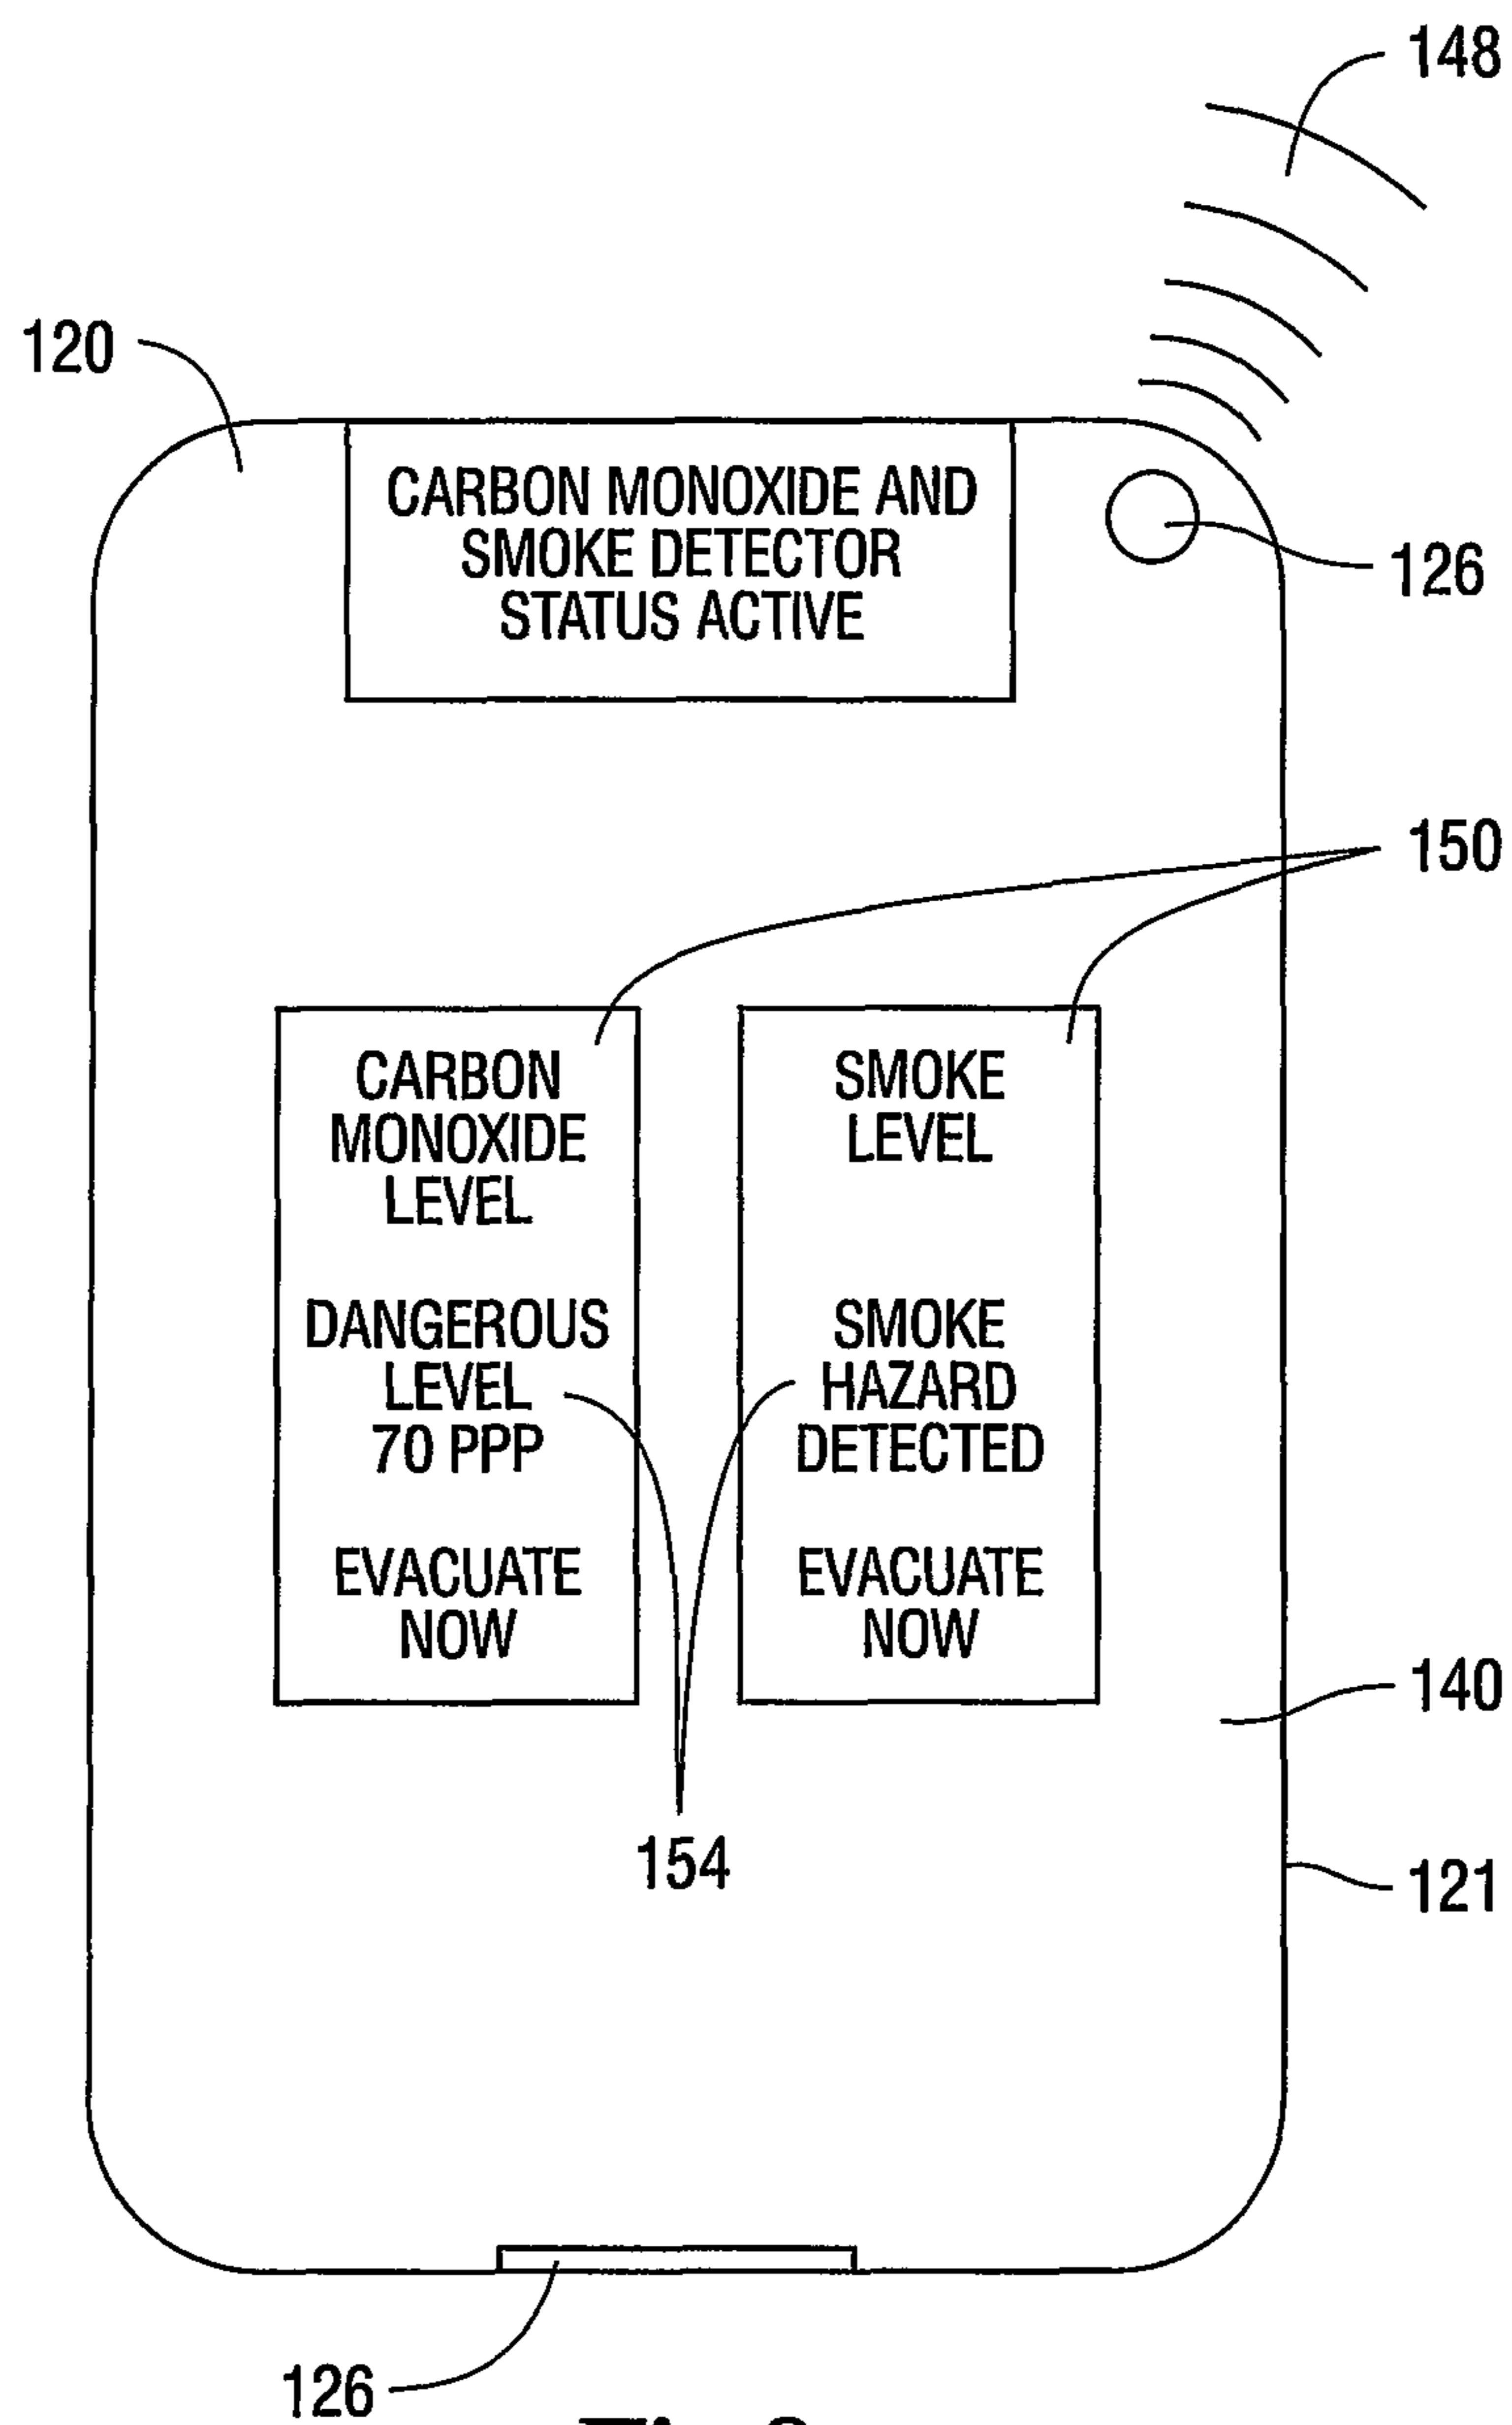 148
120
CARBON MONOXIDE AND
SMOKE DETECTOR
STATUS ACTIVE
126
150
CARBON
MONOXIDE
LEVEL
DANGEROUS
LEVEL
70 PPP
EVACUATE
NOW
SMOKE
LEVEL
SMOKE
HAZARD
DETECTED
EVACUATE
NOW
140
154
121
126